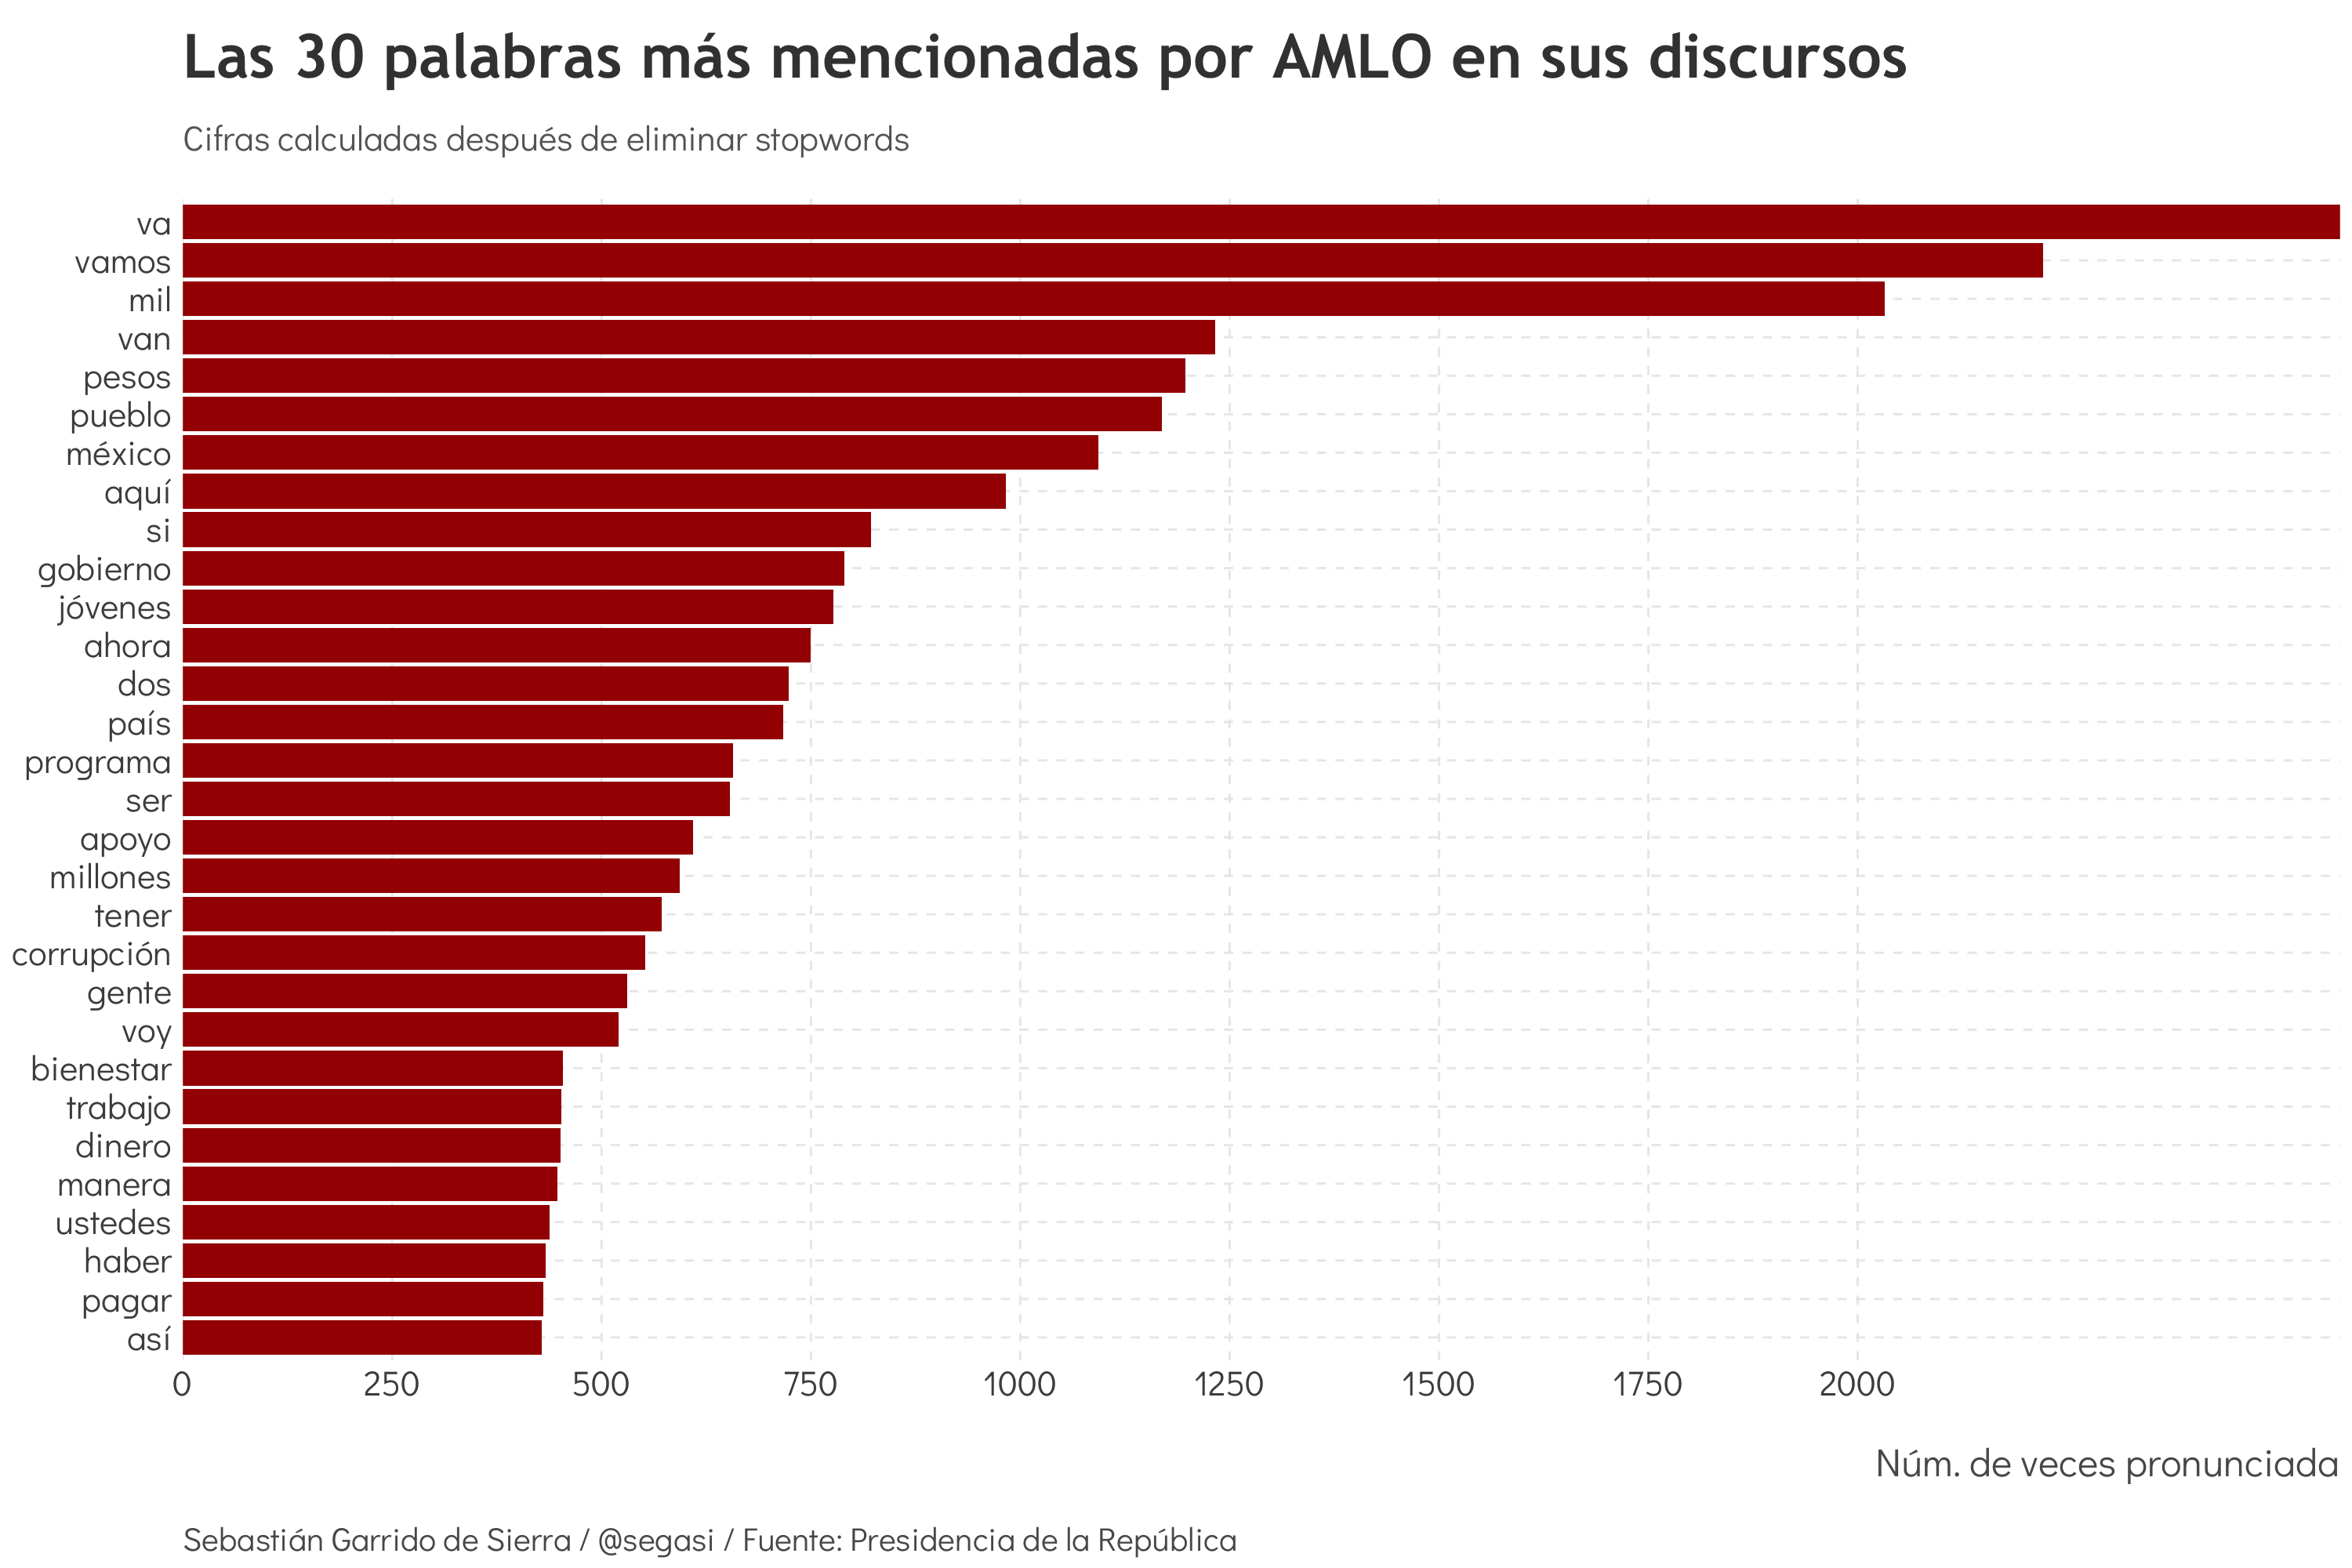 Las 30 palabras más mencionadas por AMLO en sus discursos
Cifras calculadas después de eliminar stopwords
va
vamos
mil
van
pesos
pueblo
méxico
aquí
si
gobierno
jóvenes
ahora
dos
país
programa
ser
apoyo
millones
tener
corrupción
gente
voy
bienestar
trabajo
dinero
manera
ustedes
haber
pagar
así
0 250 500 750 1000 1250 1500 1750 2000
Núm. de veces pronunciada
Sebastián Garrido de Sierra / @segasi / Fuente: Presidencia de la República